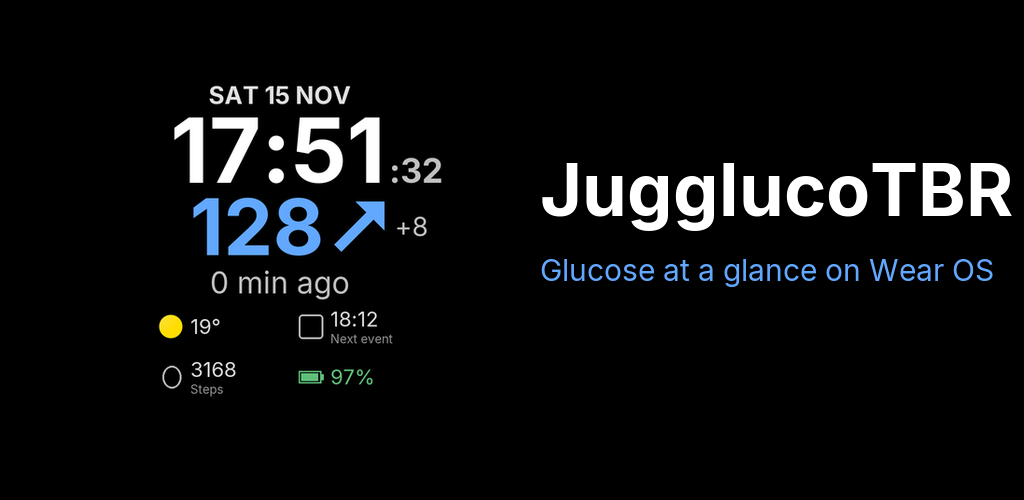 SAT 15 NOV
17:51:32
128↗ +8
0 min ago
19°
18:12
Next event
3168
Steps
97%
JugglucoTBR
Glucose at a glance on Wear OS